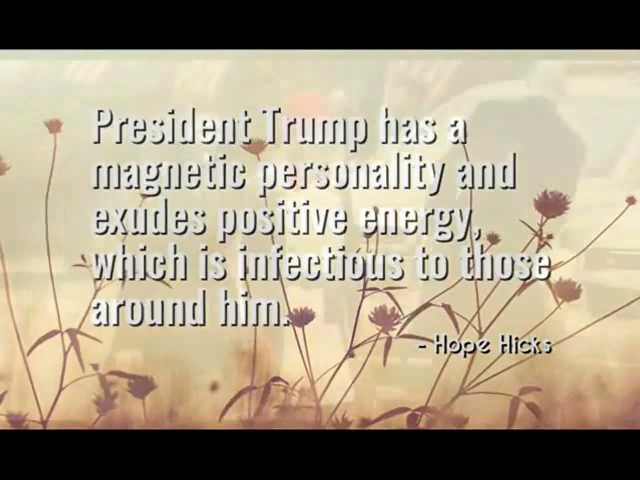 President Trump has a
magnetic personality and
exudes positive energy,
which is infectious to those
around him.
- Hope Hicks